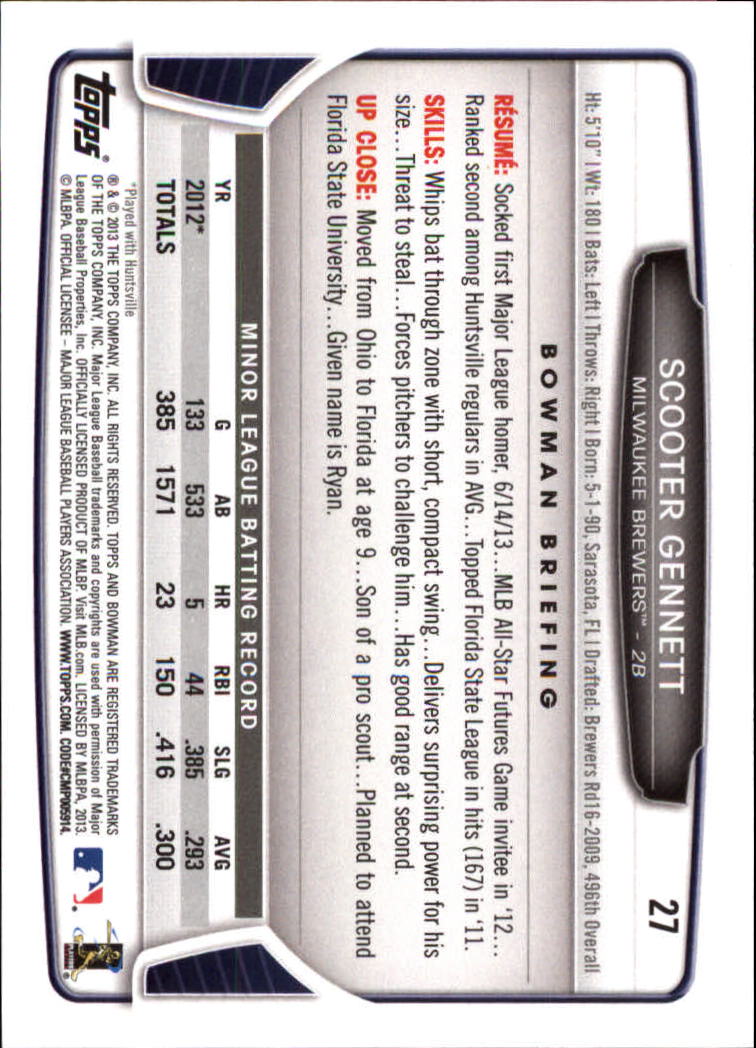 27
SCOOTER GENNETT
MILWAUKEE BREWERS™ - 2B
Ht: 5'10" | Wt: 180 | Bats: Left | Throws: Right | Born: 5-1-90, Sarasota, FL | Drafted: Brewers Rd16-2009, 496th Overall
BOWMAN BRIEFING
RÉSUMÉ: Socked first Major League homer, 6/14/13...MLB All-Star Futures Game invitee in '12...
Ranked second among Huntsville regulars in AVG...Topped Florida State League in hits (167) in '11.
SKILLS: Whips bat through zone with short, compact swing...Delivers surprising power for his
size...Threat to steal...Forces pitchers to challenge him...Has good range at second.
UP CLOSE: Moved from Ohio to Florida at age 9...Son of a pro scout...Planned to attend
Florida State University...Given name is Ryan.
MINOR LEAGUE BATTING RECORD
YR G AB HR RBI SLG AVG
2012* 133 533 5 44 .385 .293
TOTALS 385 1571 23 150 .416 .300
*Played with Huntsville
topps®
® & © 2013 THE TOPPS COMPANY, INC. ALL RIGHTS RESERVED. TOPPS AND BOWMAN ARE REGISTERED TRADEMARKS
OF THE TOPPS COMPANY, INC. Major League Baseball trademarks and copyrights are used with permission of Major
League Baseball Properties, Inc. OFFICIALLY LICENSED PRODUCT OF MLBP. Visit MLB.com. LICENSED BY MLBPA, 2013.
© MLBPA. OFFICIAL LICENSEE – MAJOR LEAGUE BASEBALL PLAYERS ASSOCIATION. WWW.TOPPS.COM. CODE#CMP005914.